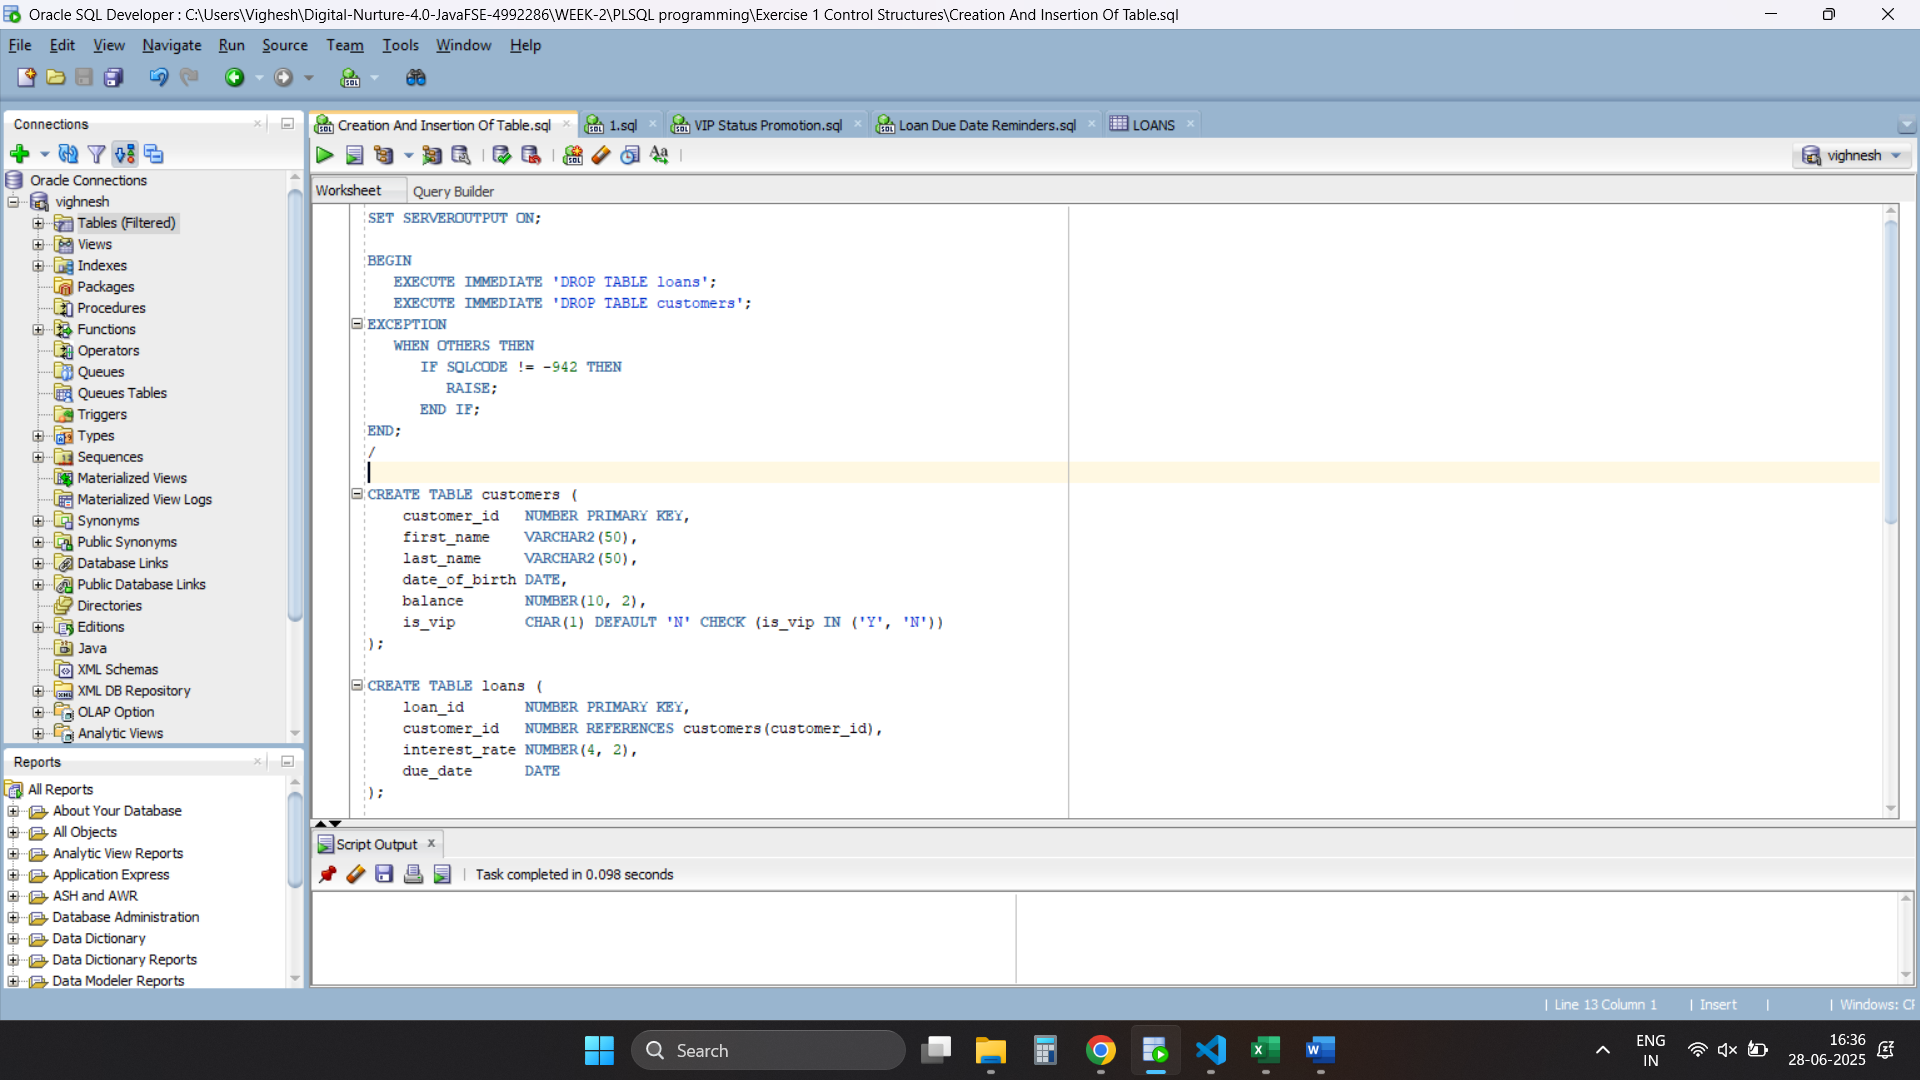 Oracle SQL Developer : C:\Users\Vighesh\Digital-Nurture-4.0-JavaFSE-4992286\WEEK-2\PLSQL programming\Exercise 1 Control Structures\Creation And Insertion Of Table.sql
File Edit View Navigate Run Source Team Tools Window Help
Connections
Oracle Connections
vighnesh
Tables (Filtered)
Views
Indexes
Packages
Procedures
Functions
Operators
Queues
Queues Tables
Triggers
Types
Sequences
Materialized Views
Materialized View Logs
Synonyms
Public Synonyms
Database Links
Public Database Links
Directories
Editions
Java
XML Schemas
XML DB Repository
OLAP Option
Analytic Views
Reports
All Reports
About Your Database
All Objects
Analytic View Reports
Application Express
ASH and AWR
Database Administration
Data Dictionary
Data Dictionary Reports
Data Modeler Reports
Creation And Insertion Of Table.sql 1.sql VIP Status Promotion.sql Loan Due Date Reminders.sql LOANS
vighnesh
Worksheet Query Builder
SET SERVEROUTPUT ON;
BEGIN
EXECUTE IMMEDIATE 'DROP TABLE loans';
EXECUTE IMMEDIATE 'DROP TABLE customers';
EXCEPTION
WHEN OTHERS THEN
IF SQLCODE != -942 THEN
RAISE;
END IF;
END;
/
CREATE TABLE customers (
customer_id NUMBER PRIMARY KEY,
first_name VARCHAR2(50),
last_name VARCHAR2(50),
date_of_birth DATE,
balance NUMBER(10, 2),
is_vip CHAR(1) DEFAULT 'N' CHECK (is_vip IN ('Y', 'N'))
);
CREATE TABLE loans (
loan_id NUMBER PRIMARY KEY,
customer_id NUMBER REFERENCES customers(customer_id),
interest_rate NUMBER(4, 2),
due_date DATE
);
Script Output
Task completed in 0.098 seconds
Line 13 Column 1 | Insert | | Windows: CF
Search
ENG
IN
16:36
28-06-2025